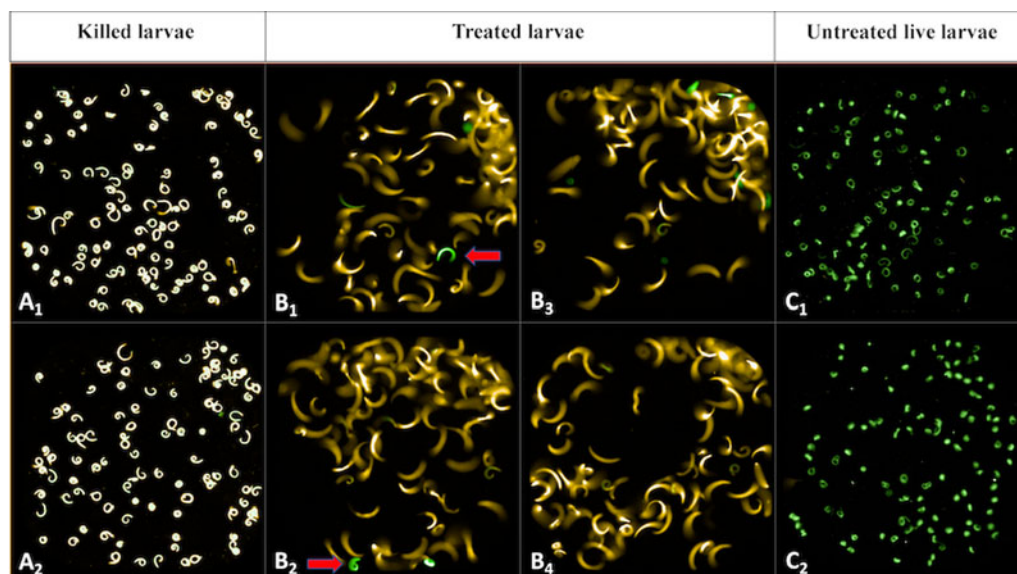 Killed larvae
Treated larvae
Untreated live larvae
A1
B1
B3
C1
A2
B2
B4
C2